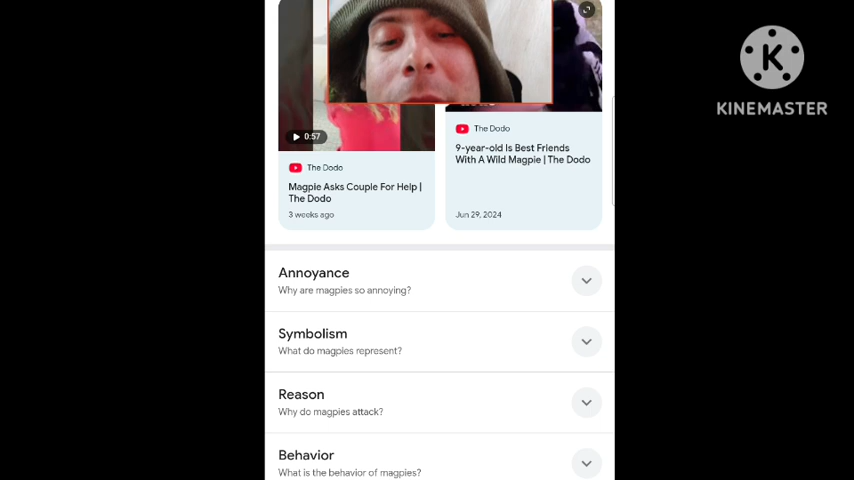 KINEMASTER
0:57
The Dodo
9-year-old Is Best Friends
With A Wild Magpie | The Dodo
Jun 29, 2024
The Dodo
Magpie Asks Couple For Help |
The Dodo
3 weeks ago
Annoyance
Why are magpies so annoying?
Symbolism
What do magpies represent?
Reason
Why do magpies attack?
Behavior
What is the behavior of magpies?